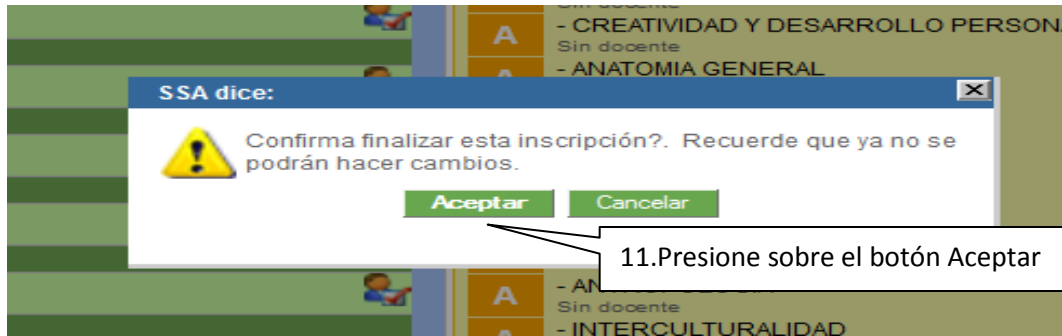 A
- CREATIVIDAD Y DESARROLLO PERSON
Sin docente
- ANATOMIA GENERAL
SSA dice:
Confirma finalizar esta inscripción?. Recuerde que ya no se
podrán hacer cambios.
Aceptar Cancelar
11.Presione sobre el botón Aceptar
A
Sin docente
- INTERCULTURALIDAD